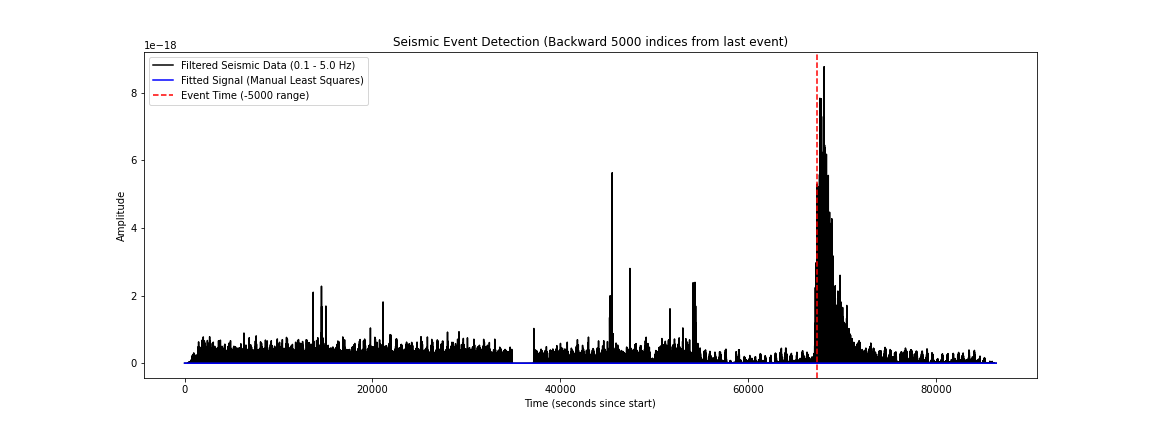 Seismic Event Detection (Backward 5000 indices from last event)
1e−18
Filtered Seismic Data (0.1 - 5.0 Hz)
Fitted Signal (Manual Least Squares)
Event Time (-5000 range)
8
6
4
2
0
Amplitude
0 20000 40000 60000 80000
Time (seconds since start)